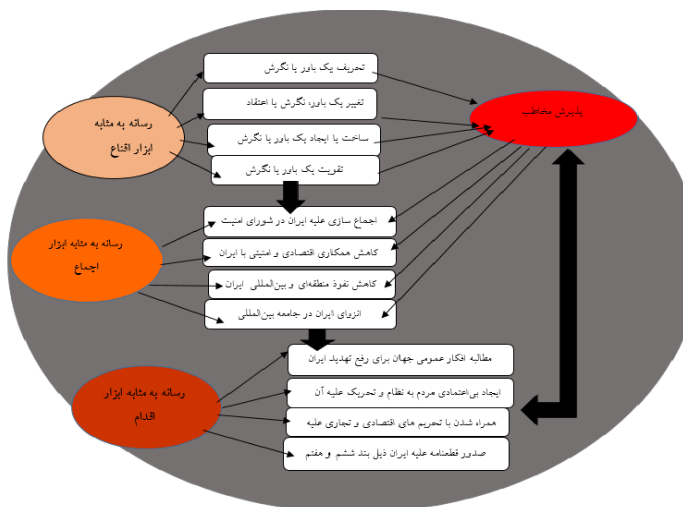 تحریف یک باور یا نگرش
تغییر یک باور، نگرش یا اعتقاد
ساخت یا ایجاد یک باور یا نگرش
تقویت یک باور یا نگرش
پذیرش مخاطب
رسانه به مثابه
ابزار اقناع
اجماع سازی علیه ایران در شورای امنیت
کاهش همکاری اقتصادی و امنیتی با ایران
کاهش نفوذ منطقه‌ای و بین‌المللی ایران
انزوای ایران در جامعه بین‌المللی
رسانه به مثابه ابزار
اجماع
مطالبه افکار عمومی جهان برای رفع تهدید ایران
ایجاد بی‌اعتمادی مردم به نظام و تحریک علیه آن
همراه شدن با تحریم های اقتصادی و تجاری علیه
صدور قطعنامه علیه ایران ذیل بند ششم و هفتم
رسانه به مثابه ابزار
اقدام